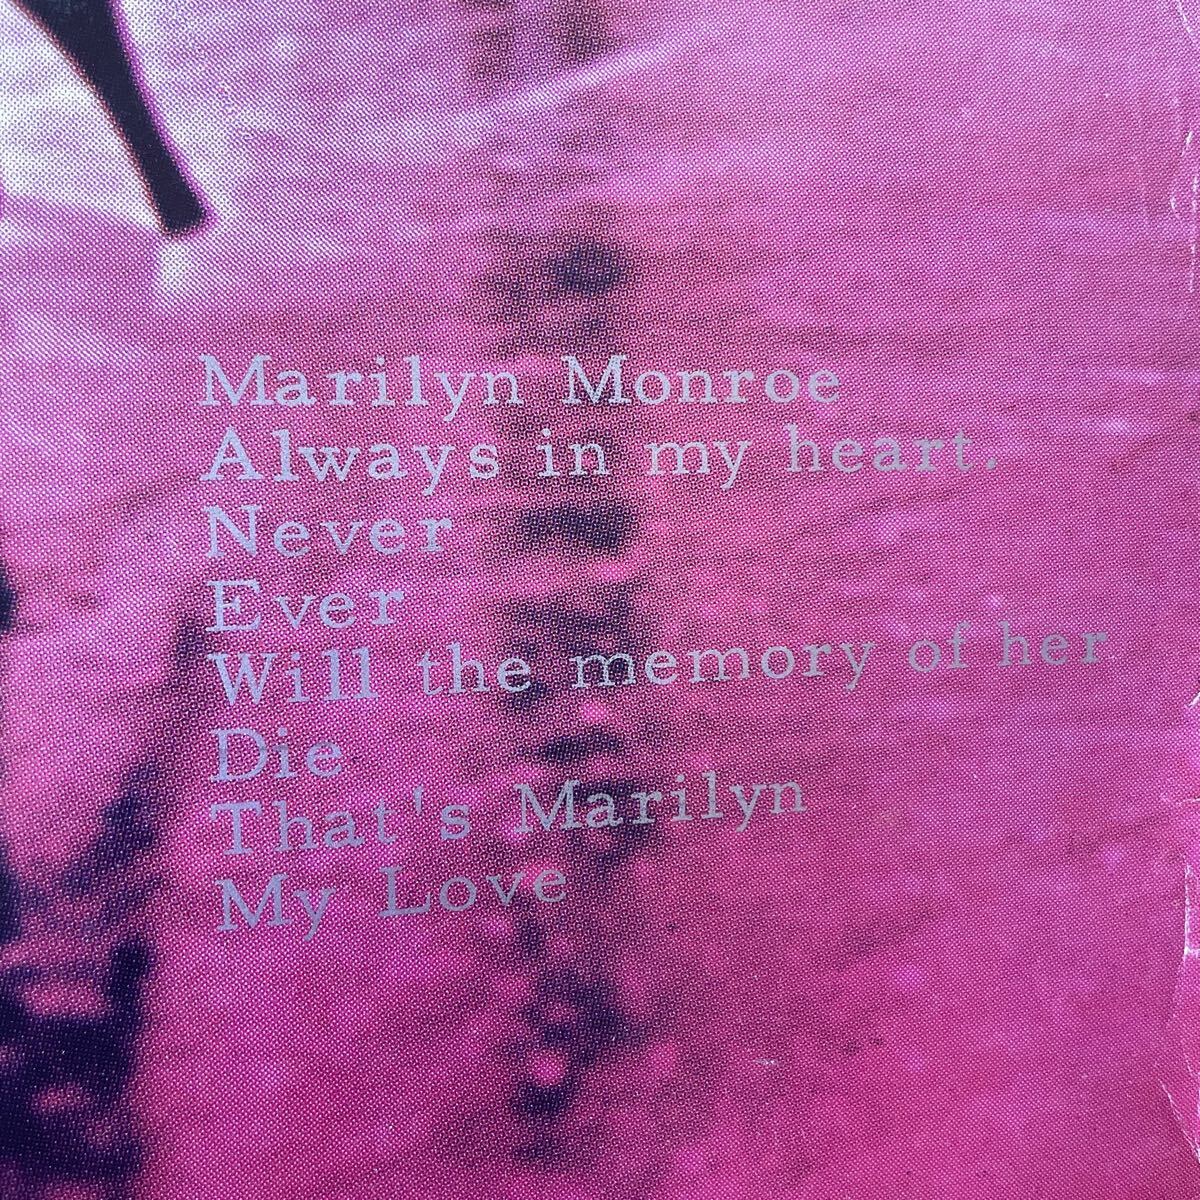 Marilyn Monroe
Always in my heart.
Never
Ever
Will the memory of her
Die
That's Marilyn
My Love